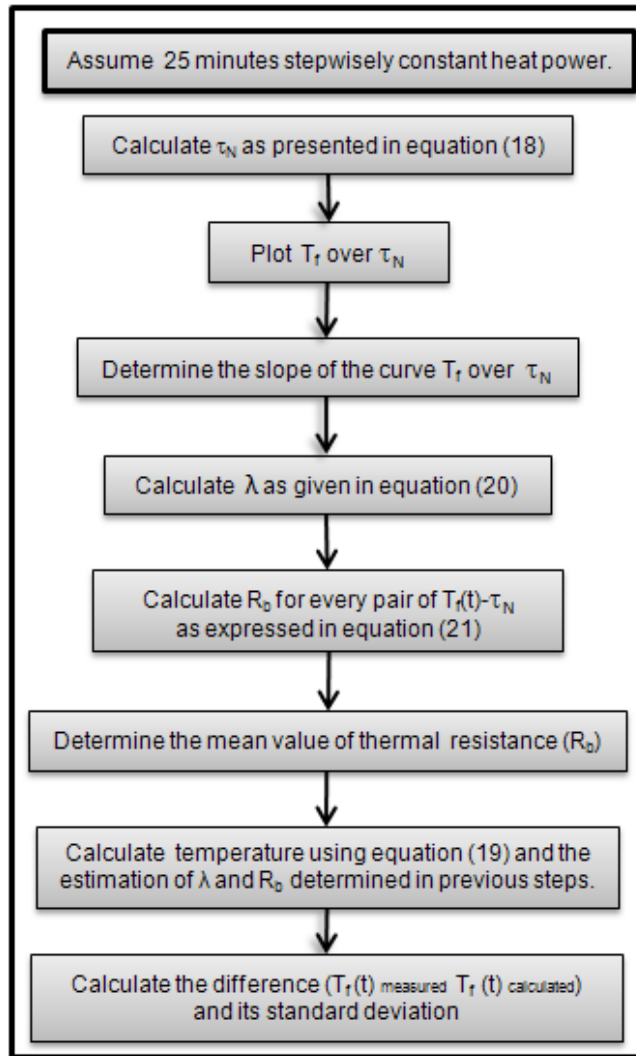 Assume 25 minutes stepwisely constant heat power.
Calculate τN as presented in equation (18)
Plot Tf over τN
Determine the slope of the curve Tf over τN
Calculate λ as given in equation (20)
Calculate Rb for every pair of Tf(t)-τN
as expressed in equation (21)
Determine the mean value of thermal resistance (Rb)
Calculate temperature using equation (19) and the
estimation of λ and Rb determined in previous steps.
Calculate the difference (Tf(t) measured Tf (t) calculated)
and its standard deviation